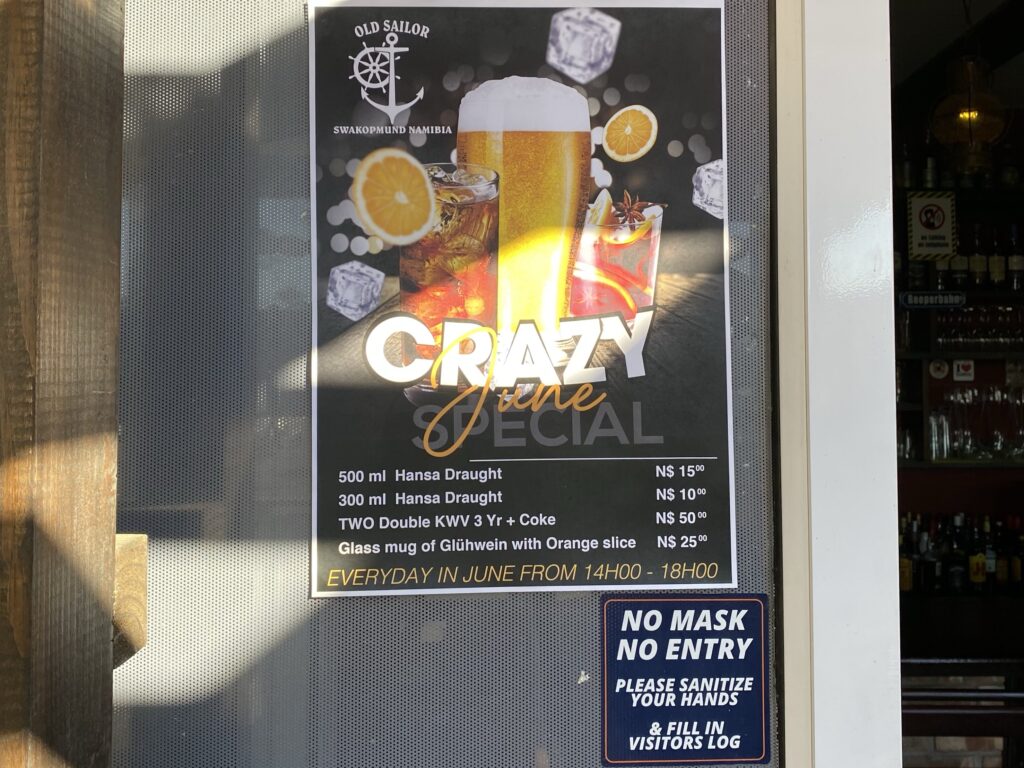 OLD SAILOR
SWAKOPMUND NAMIBIA
CRAZY
June
SPECIAL
500 ml Hansa Draught N$ 15⁰⁰
300 ml Hansa Draught N$ 10⁰⁰
TWO Double KWV 3 Yr + Coke N$ 50⁰⁰
Glass mug of Glühwein with Orange slice N$ 25⁰⁰
EVERYDAY IN JUNE FROM 14H00 - 18H00
NO MASK
NO ENTRY
PLEASE SANITIZE
YOUR HANDS
& FILL IN
VISITORS LOG